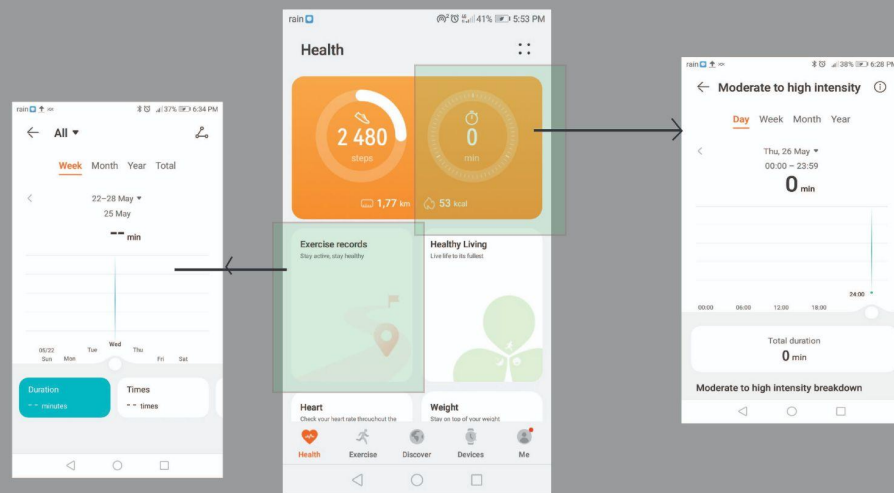 rain
37% 6:34 PM
All
Week Month Year Total
22–28 May
25 May
-- min
05/22
Sun Mon Tue Wed Thu Fri Sat
Duration
-- minutes
Times
-- times
rain
41% 5:53 PM
Health
2 480
steps
0
min
1,77 km
53 kcal
Exercise records
Stay active, stay healthy
Healthy Living
Live life to its fullest
Heart
Check your heart rate throughout the
Weight
Stay on top of your weight
Health Exercise Discover Devices Me
rain
38% 6:28 PM
Moderate to high intensity
Day Week Month Year
Thu, 26 May
00:00 – 23:59
0 min
24:00
00:00 06:00 12:00 18:00
Total duration
0 min
Moderate to high intensity breakdown